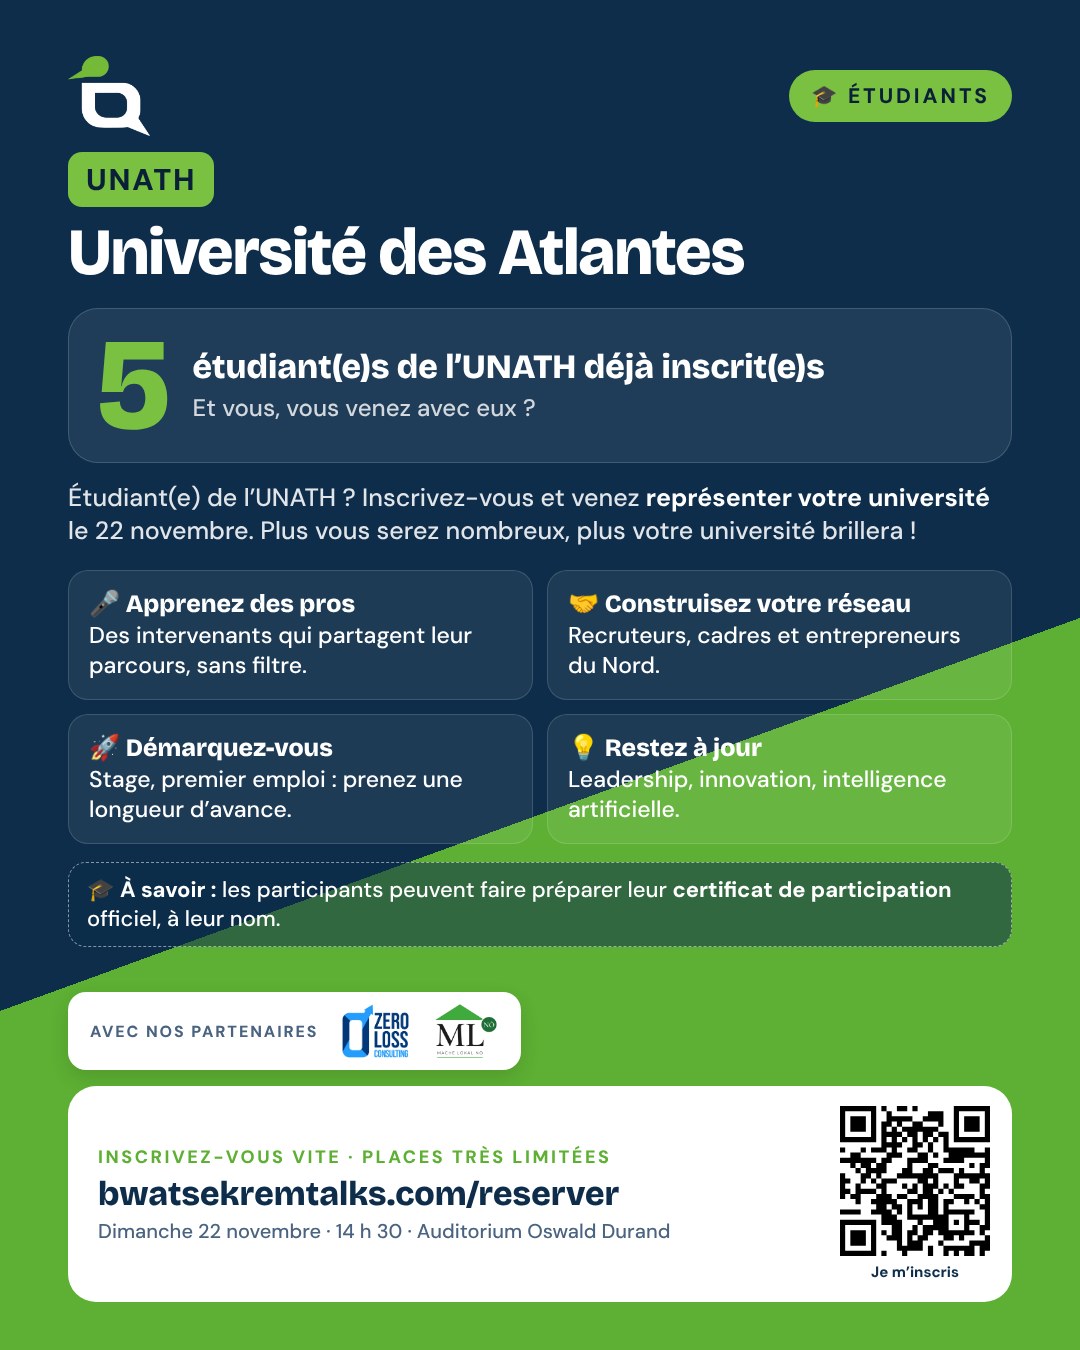 🎓 ÉTUDIANTS
UNATH
Université des Atlantes
5
étudiant(e)s de l’UNATH déjà inscrit(e)s
Et vous, vous venez avec eux ?
Étudiant(e) de l’UNATH ? Inscrivez-vous et venez représenter votre université
le 22 novembre. Plus vous serez nombreux, plus votre université brillera !
🎤 Apprenez des pros
Des intervenants qui partagent leur
parcours, sans filtre.
🤝 Construisez votre réseau
Recruteurs, cadres et entrepreneurs
du Nord.
🚀 Démarquez-vous
Stage, premier emploi : prenez une
longueur d’avance.
💡 Restez à jour
Leadership, innovation, intelligence
artificielle.
🎓 À savoir : les participants peuvent faire préparer leur certificat de participation
officiel, à leur nom.
AVEC NOS PARTENAIRES
ZERO
LOSS
CONSULTING
ML
NÒ
MACHÉ LOKAL NÒ
INSCRIVEZ-VOUS VITE · PLACES TRÈS LIMITÉES
bwatsekremtalks.com/reserver
Dimanche 22 novembre · 14 h 30 · Auditorium Oswald Durand
Je m’inscris